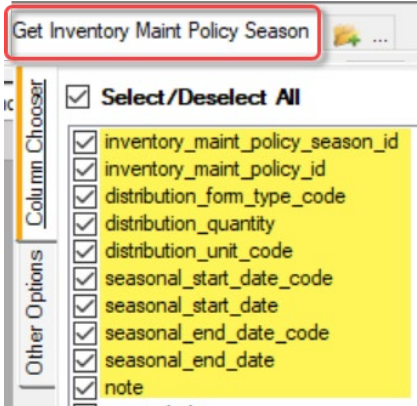 Get Inventory Maint Policy Season
...
Select/Deselect All
Column Chooser
Other Options
inventory_maint_policy_season_id
inventory_maint_policy_id
distribution_form_type_code
distribution_quantity
distribution_unit_code
seasonal_start_date_code
seasonal_start_date
seasonal_end_date_code
seasonal_end_date
note